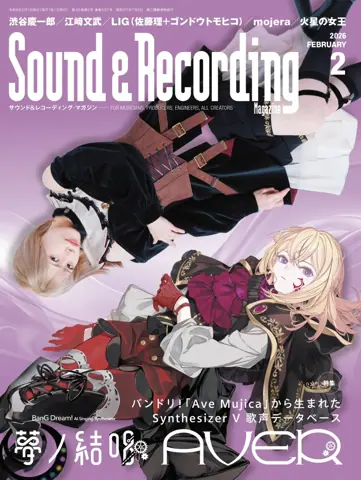 渋谷慶一郎／江﨑文武／LIG(佐藤理+ゴンドウトモヒコ)／mojera／火星の女王
Sound & Recording
Magazine
2026
FEBRUARY
2
サウンド&レコーディング・マガジン
FOR MUSICIANS, PRODUCERS, ENGINEERS, ALL CREATORS
特集
バンドリ!「Ave Mujica」から生まれた
Synthesizer V 歌声データベース
BanG Dream! AI Singing Synthesizer
夢ノ結唱 AVER